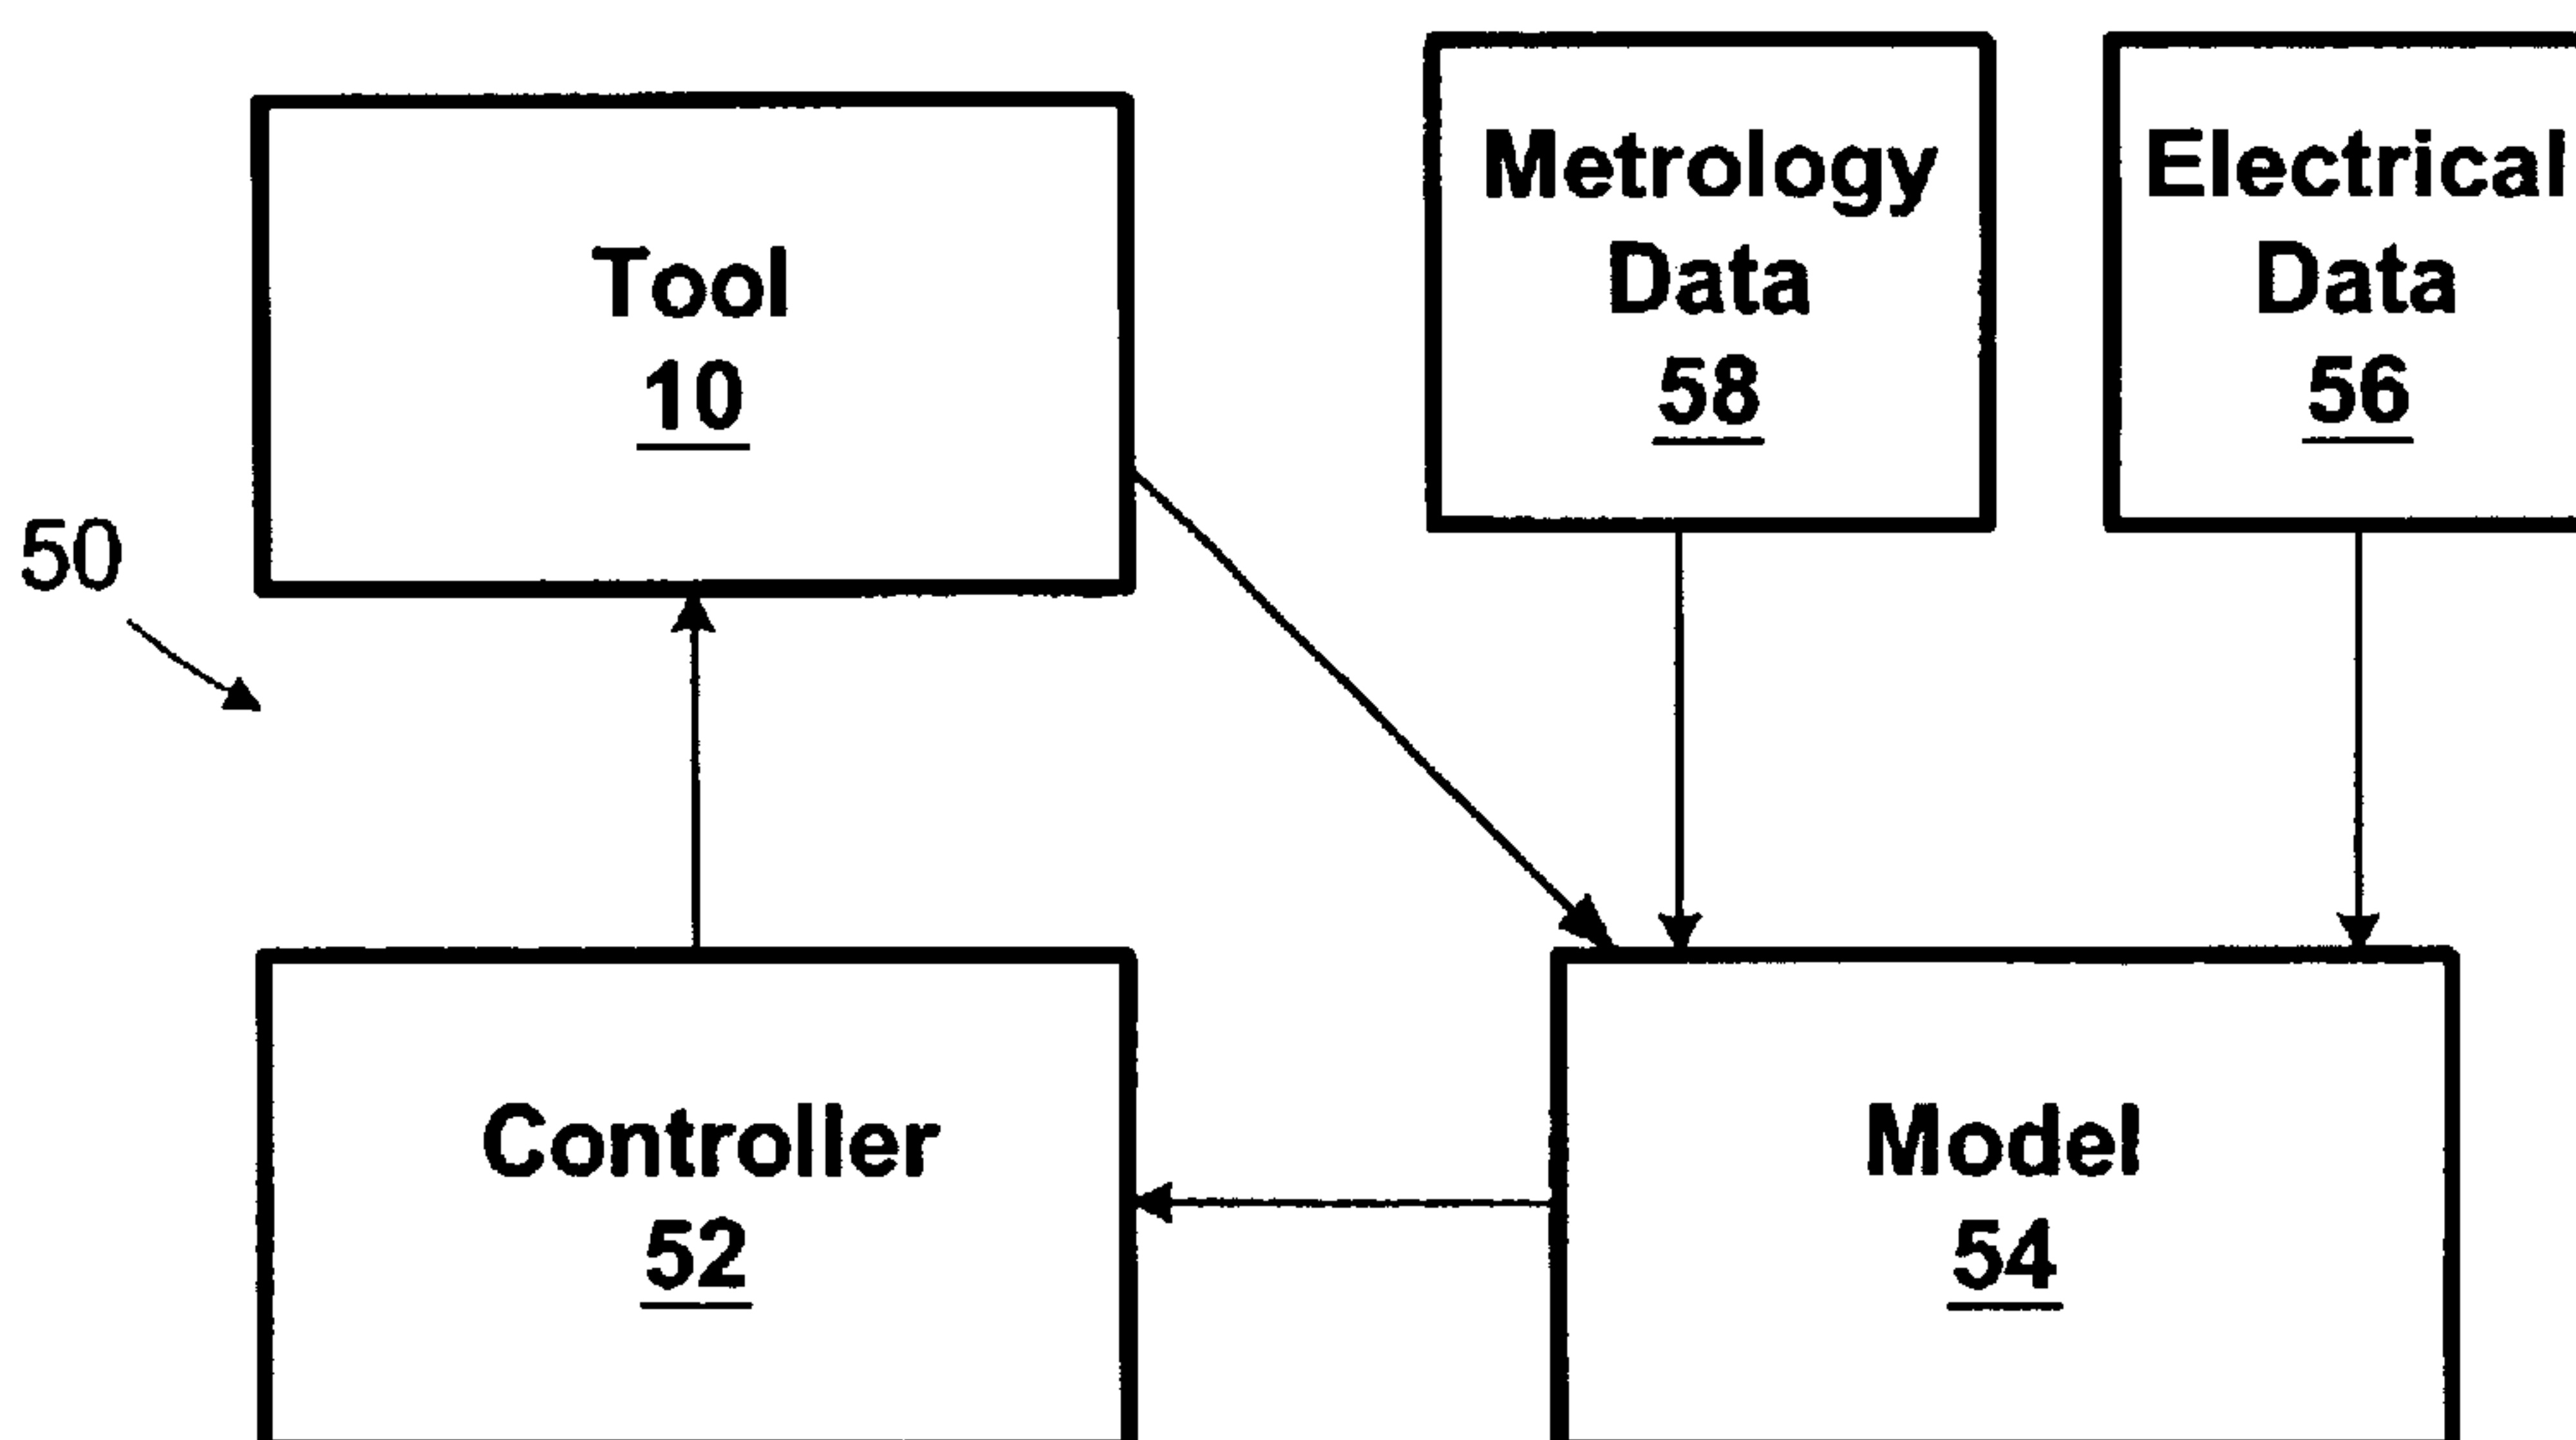 Tool
10
Metrology
Data
58
Electrical
Data
56
50
Controller
52
Model
54